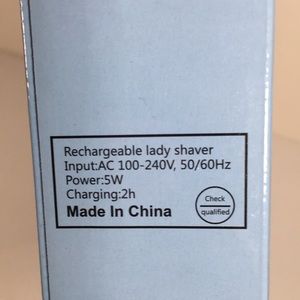 Rechargeable lady shaver
Input:AC 100-240V, 50/60Hz
Power:5W
Charging:2h
Made In China
Check
qualified